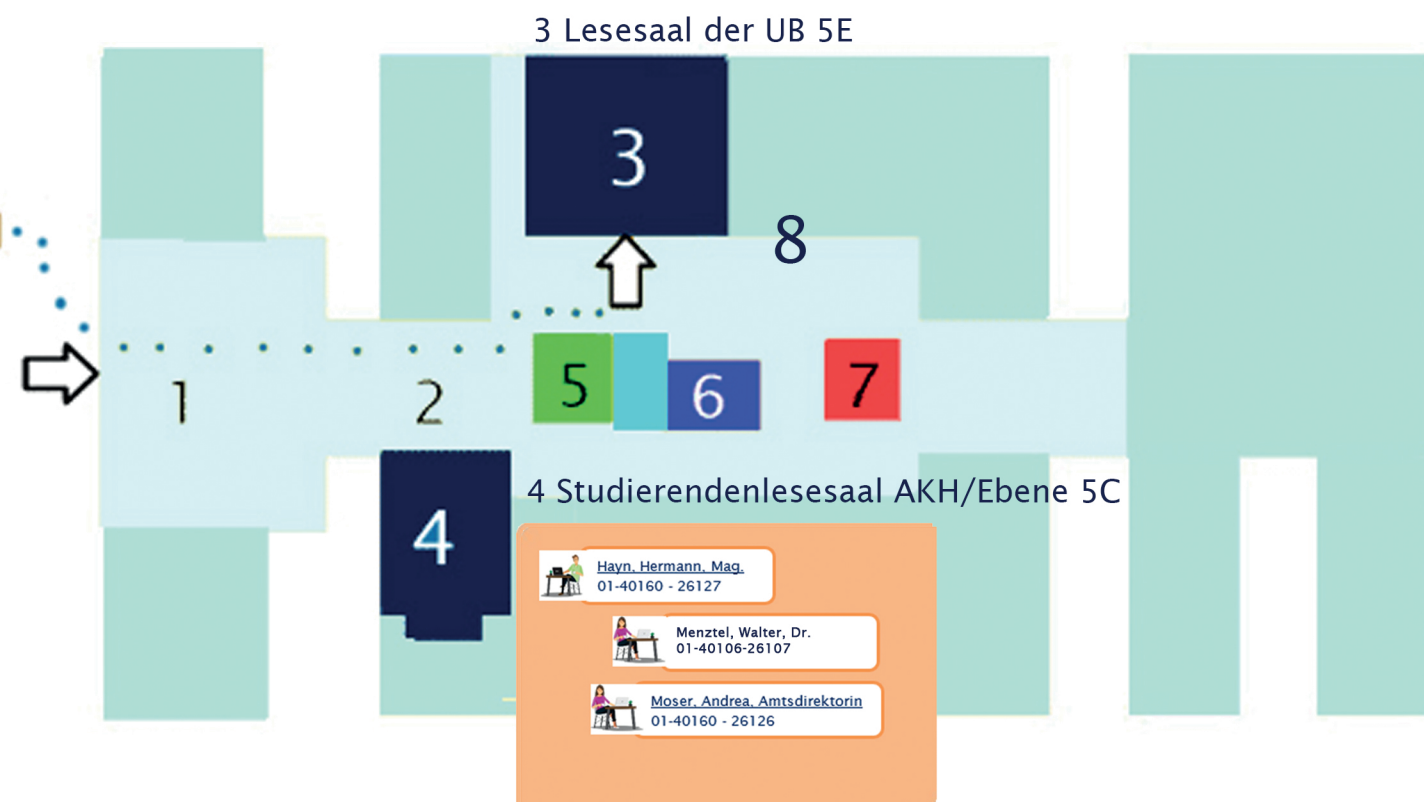 3 Lesesaal der UB 5E
3
8
1
2
5
6
7
4
4 Studierendenlesesaal AKH/Ebene 5C
Hayn, Hermann, Mag.
01-40160 - 26127
Menztel, Walter, Dr.
01-40106-26107
Moser, Andrea, Amtsdirektorin
01-40160 - 26126